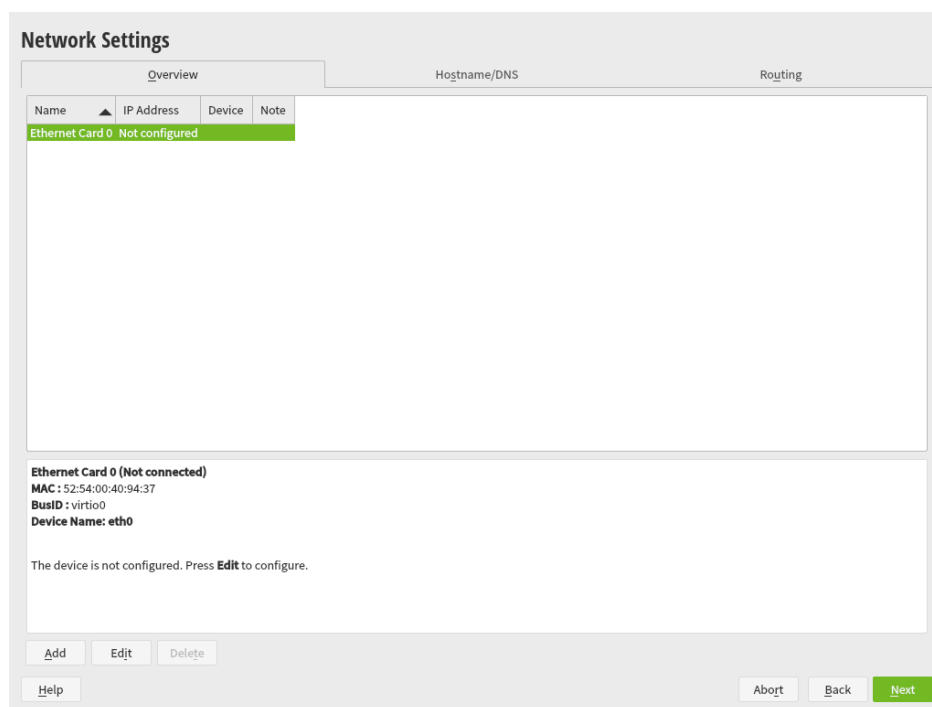 Network Settings
Overview Hostname/DNS Routing
Name IP Address Device Note
Ethernet Card 0 Not configured
Ethernet Card 0 (Not connected)
MAC : 52:54:00:40:94:37
BusID : virtio0
Device Name: eth0
The device is not configured. Press Edit to configure.
Add Edit Delete
Help Abort Back Next